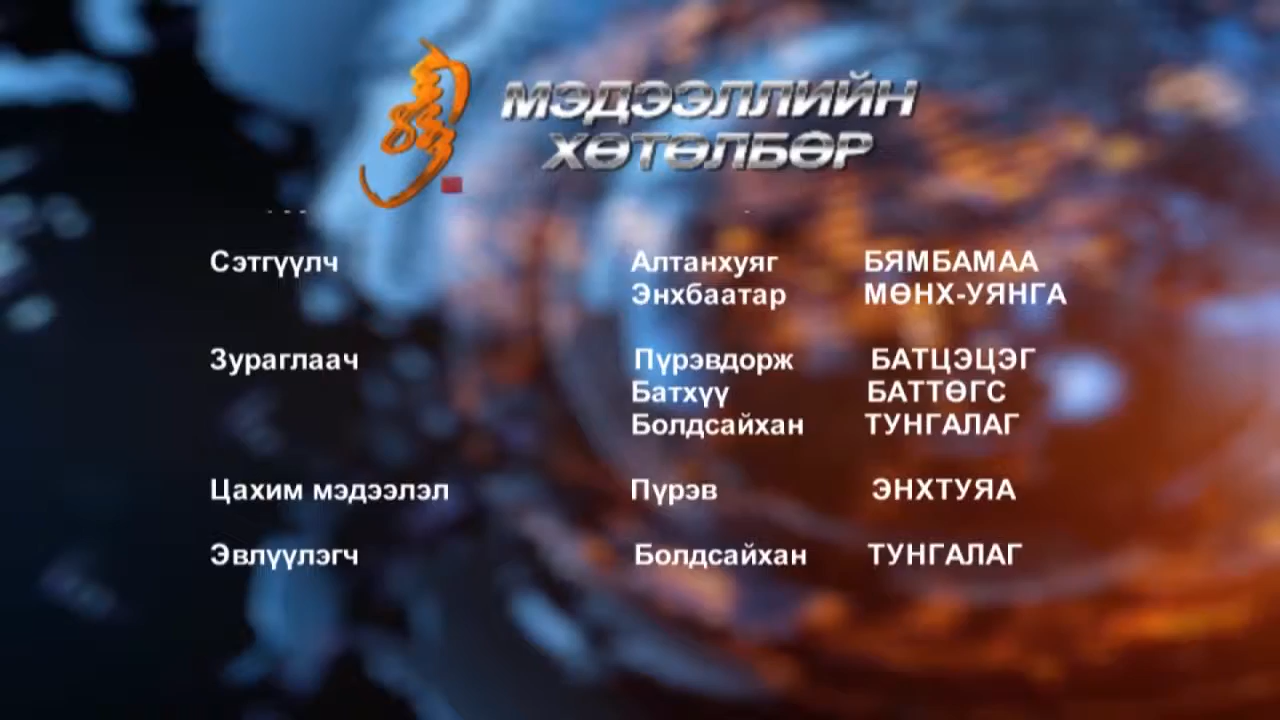 МЭДЭЭЛЛИЙН
ХӨТӨЛБӨР
Сэтгүүлч Алтанхуяг БЯМБАМАА
Энхбаатар МӨНХ-УЯНГА
Зураглаач Пүрэвдорж БАТЦЭЦЭГ
Батхүү БАТТӨГС
Болдсайхан ТУНГАЛАГ
Цахим мэдээлэл Пүрэв ЭНХТУЯА
Эвлүүлэгч Болдсайхан ТУНГАЛАГ